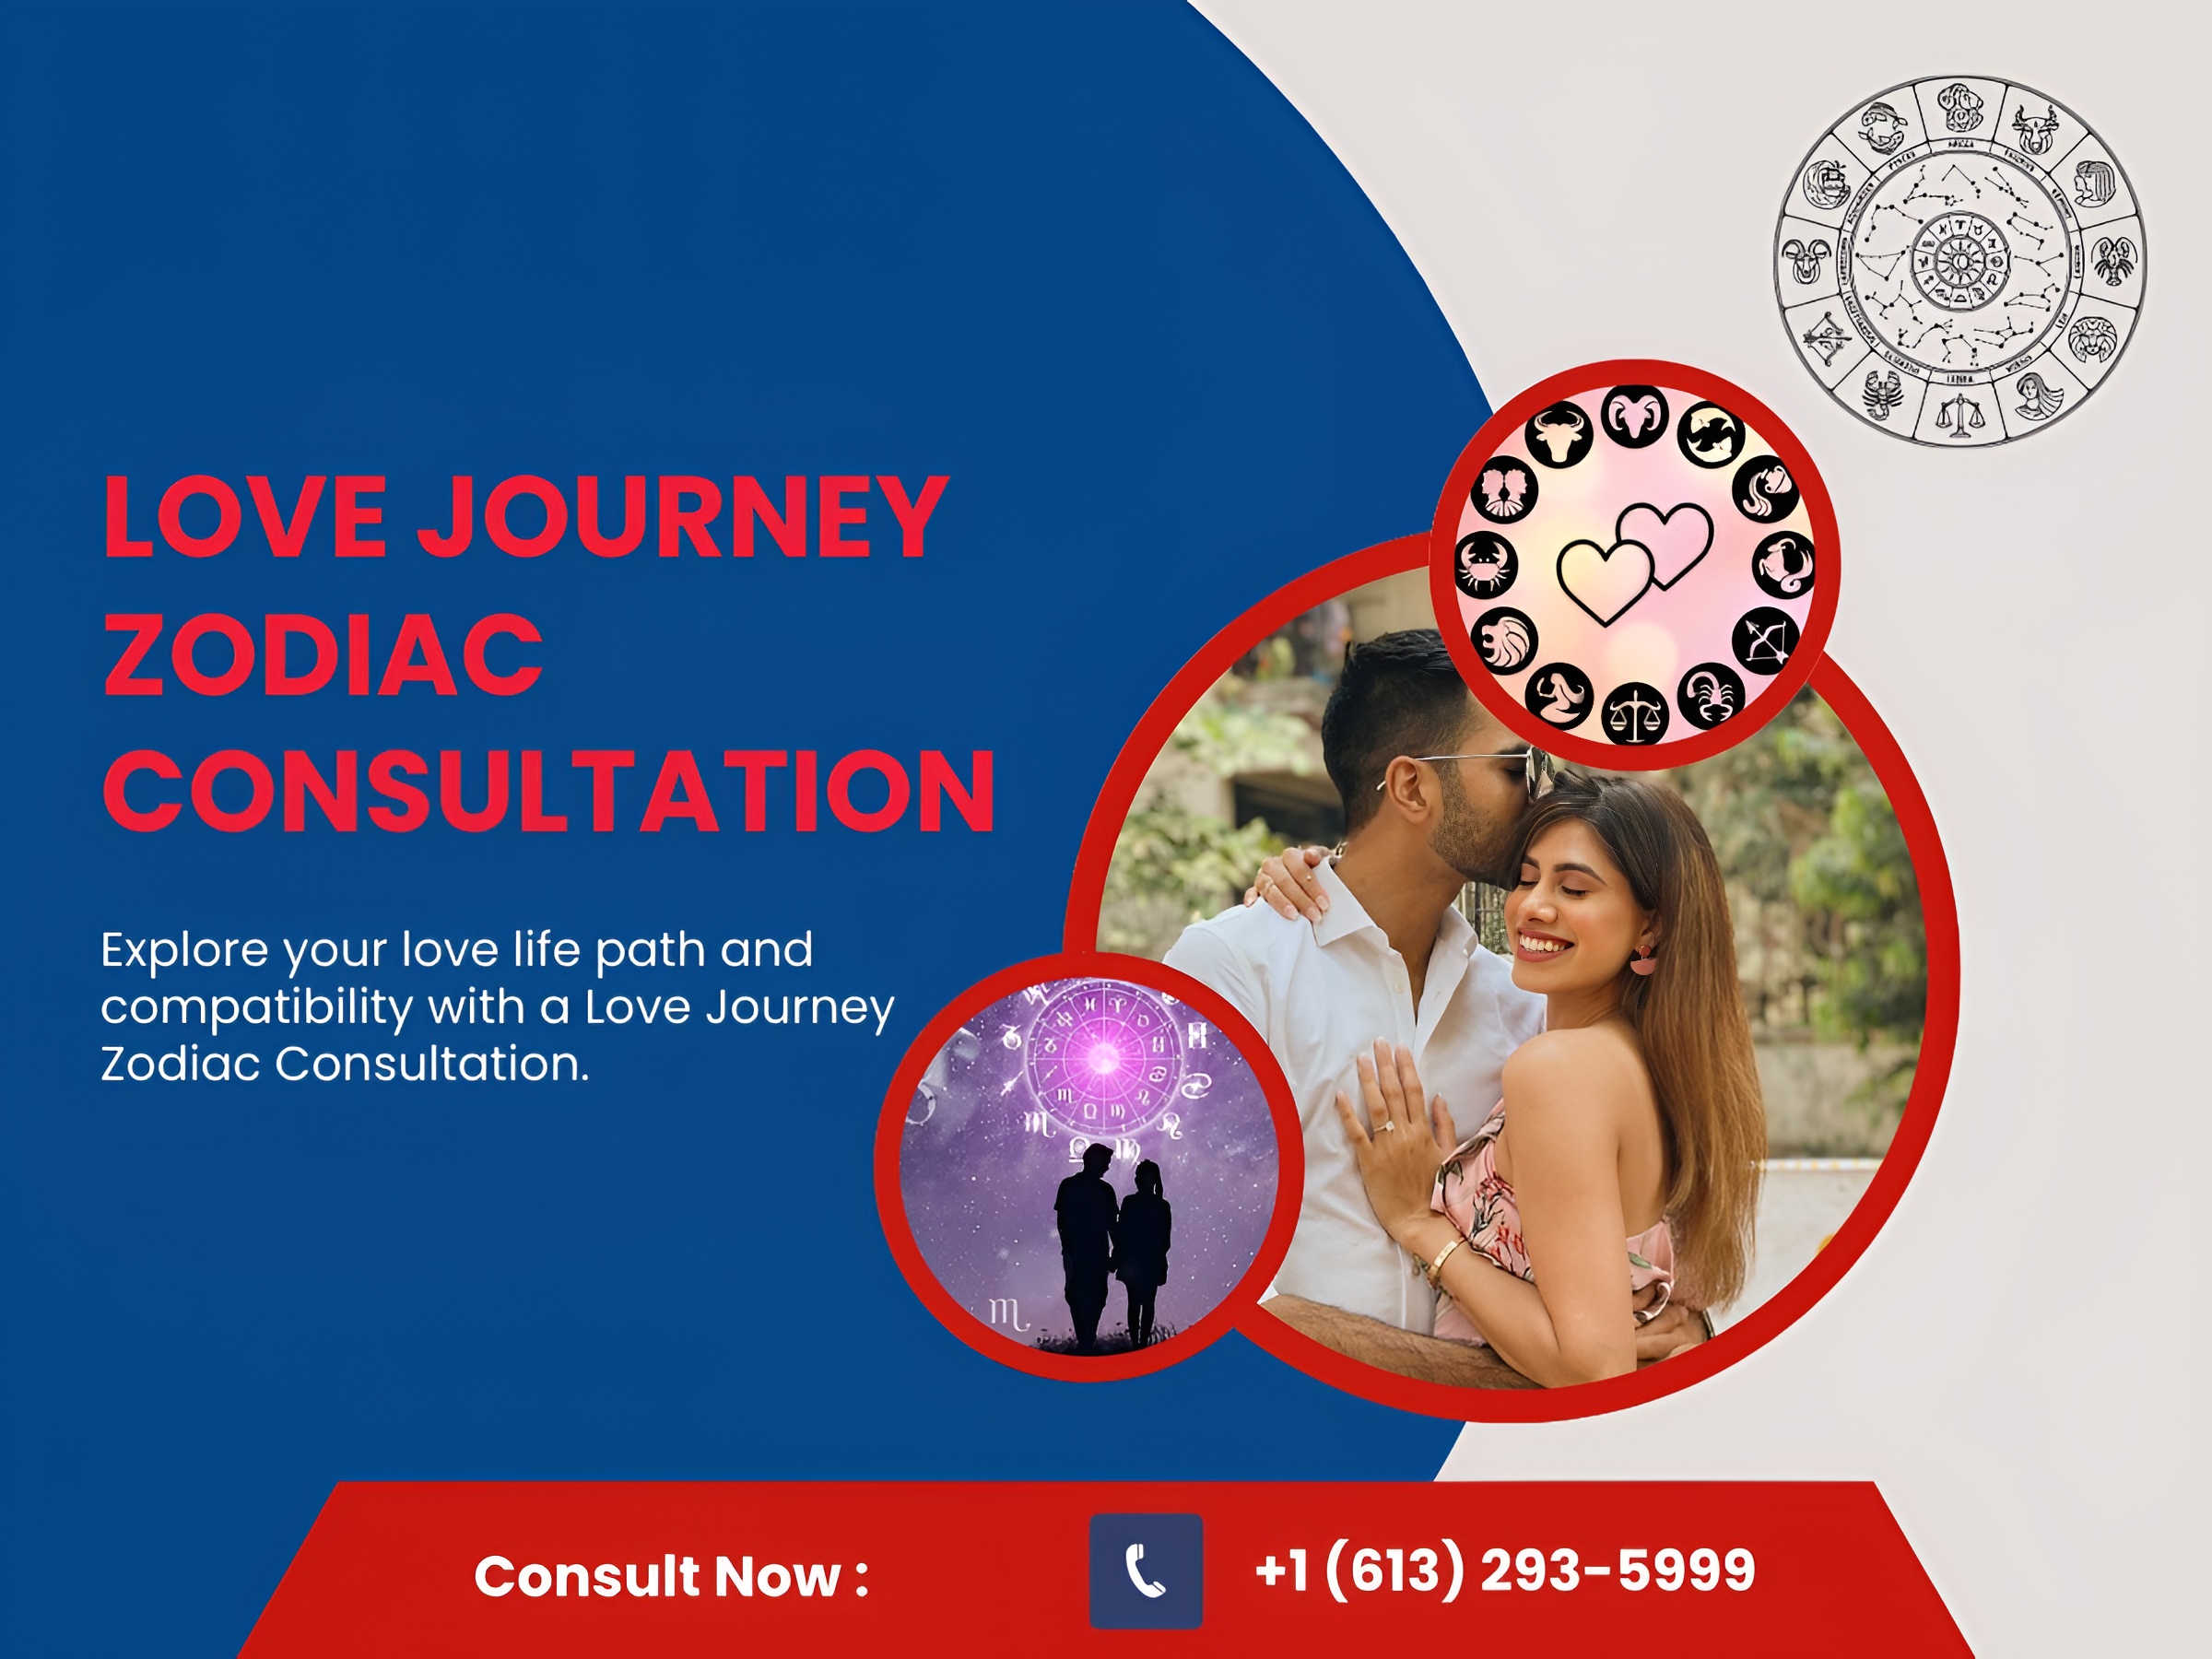 LOVE JOURNEY
ZODIAC
CONSULTATION
Explore your love life path and
compatibility with a Love Journey
Zodiac Consultation.
Consult Now :
+1 (613) 293-5999